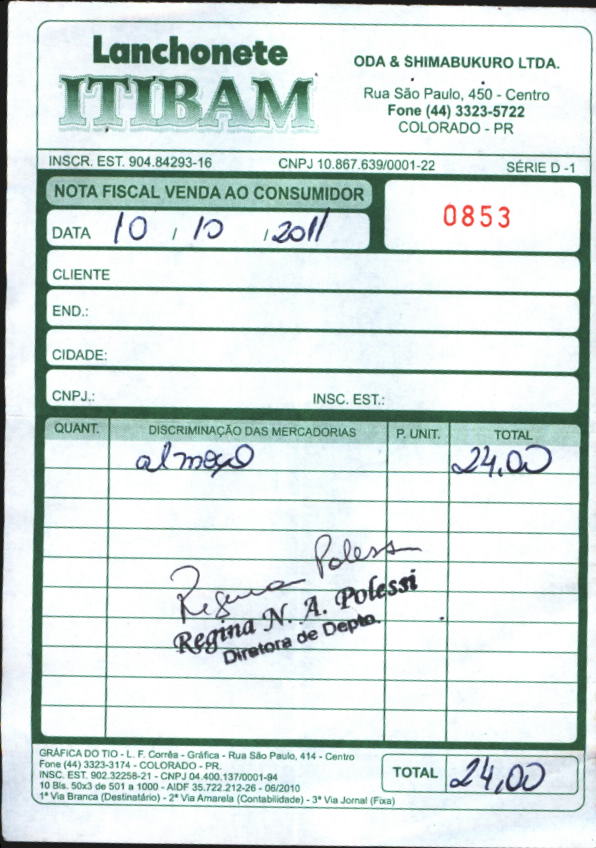 Lanchonete
ITIBAM
ODA & SHIMABUKURO LTDA.
Rua São Paulo, 450 - Centro
Fone (44) 3323-5722
COLORADO - PR
INSCR. EST. 904.84293-16 CNPJ 10.867.639/0001-22 SÉRIE D -1
NOTA FISCAL VENDA AO CONSUMIDOR
0853
DATA 10 / 10 / 2011
CLIENTE
END.:
CIDADE:
CNPJ.: INSC. EST.:
QUANT. DISCRIMINAÇÃO DAS MERCADORIAS P. UNIT. TOTAL
almoço 24,00
Regina Polessi
Regina N. A. Polessi
Diretora de Depto.
GRÁFICA DO TIO - L. F. Corrêa - Gráfica - Rua São Paulo, 414 - Centro
Fone (44) 3323-3174 - COLORADO - PR.
INSC. EST. 902.32258-21 - CNPJ 04.400.137/0001-94
10 Bls. 50x3 de 501 a 1000 - AIDF 35.722.212-26 - 06/2010
1ª Via Branca (Destinatário) - 2ª Via Amarela (Contabilidade) - 3ª Via Jornal (Fixa)
TOTAL 24,00